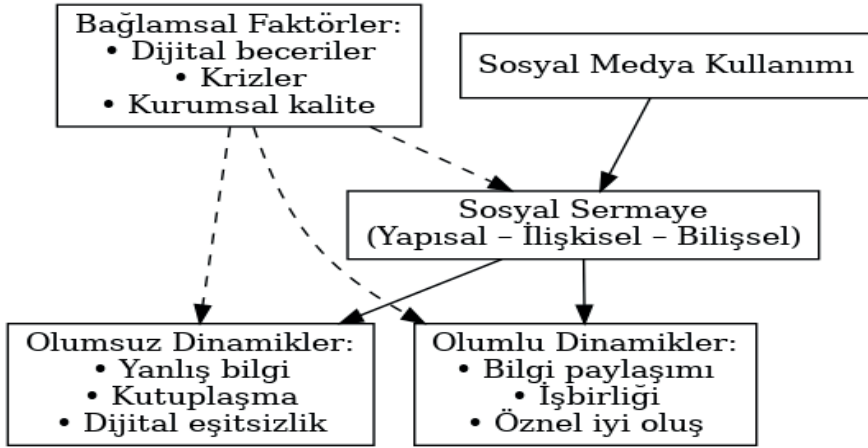 Bağlamsal Faktörler:
• Dijital beceriler
• Krizler
• Kurumsal kalite
Sosyal Medya Kullanımı
Sosyal Sermaye
(Yapısal – İlişkisel – Bilişsel)
Olumsuz Dinamikler:
• Yanlış bilgi
• Kutuplaşma
• Dijital eşitsizlik
Olumlu Dinamikler:
• Bilgi paylaşımı
• İşbirliği
• Öznel iyi oluş